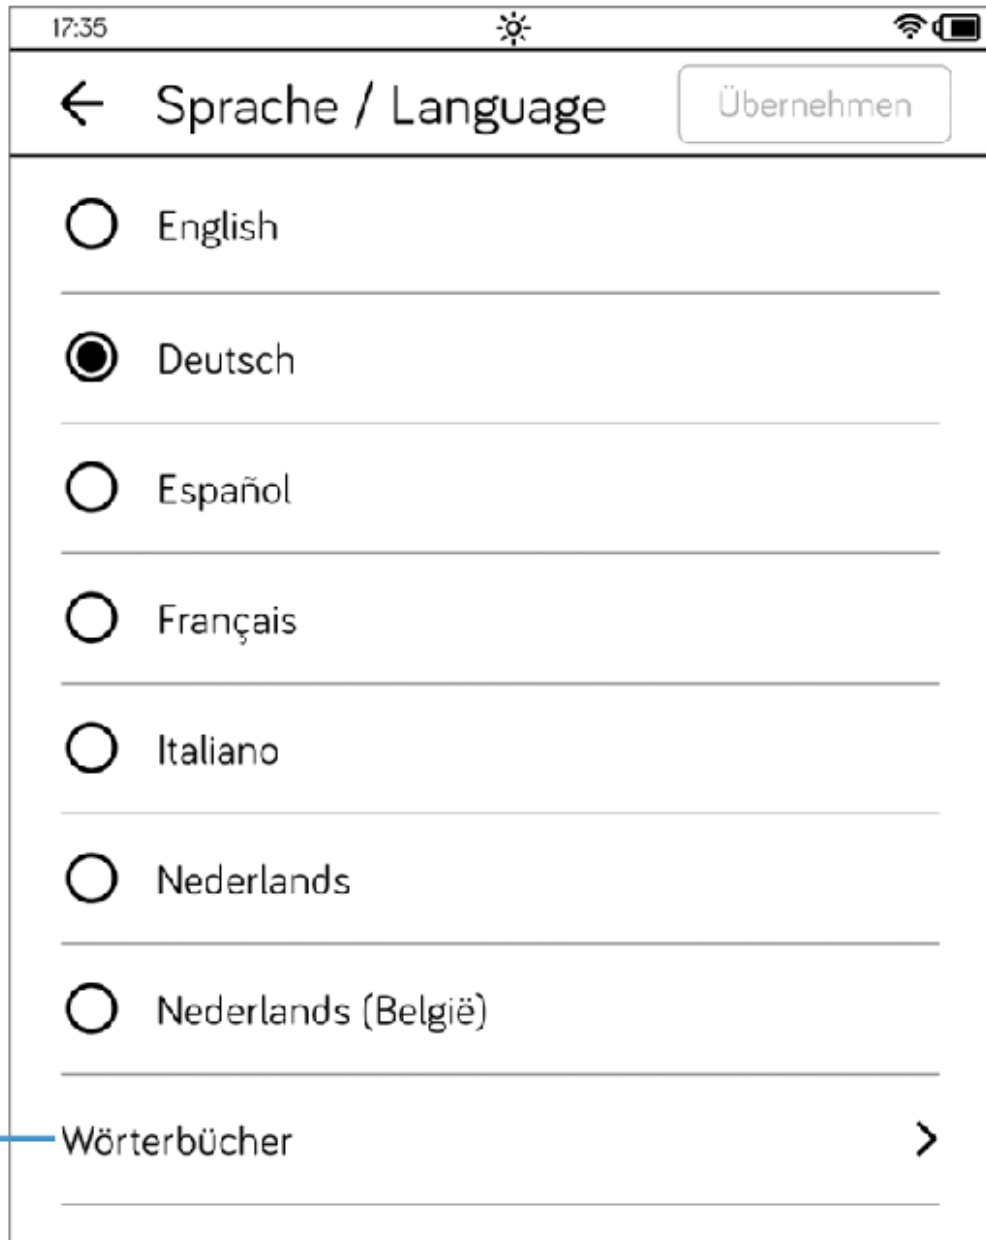 17:35
Sprache / Language
Übernehmen
English
Deutsch
Español
Français
Italiano
Nederlands
Nederlands (België)
Wörterbücher